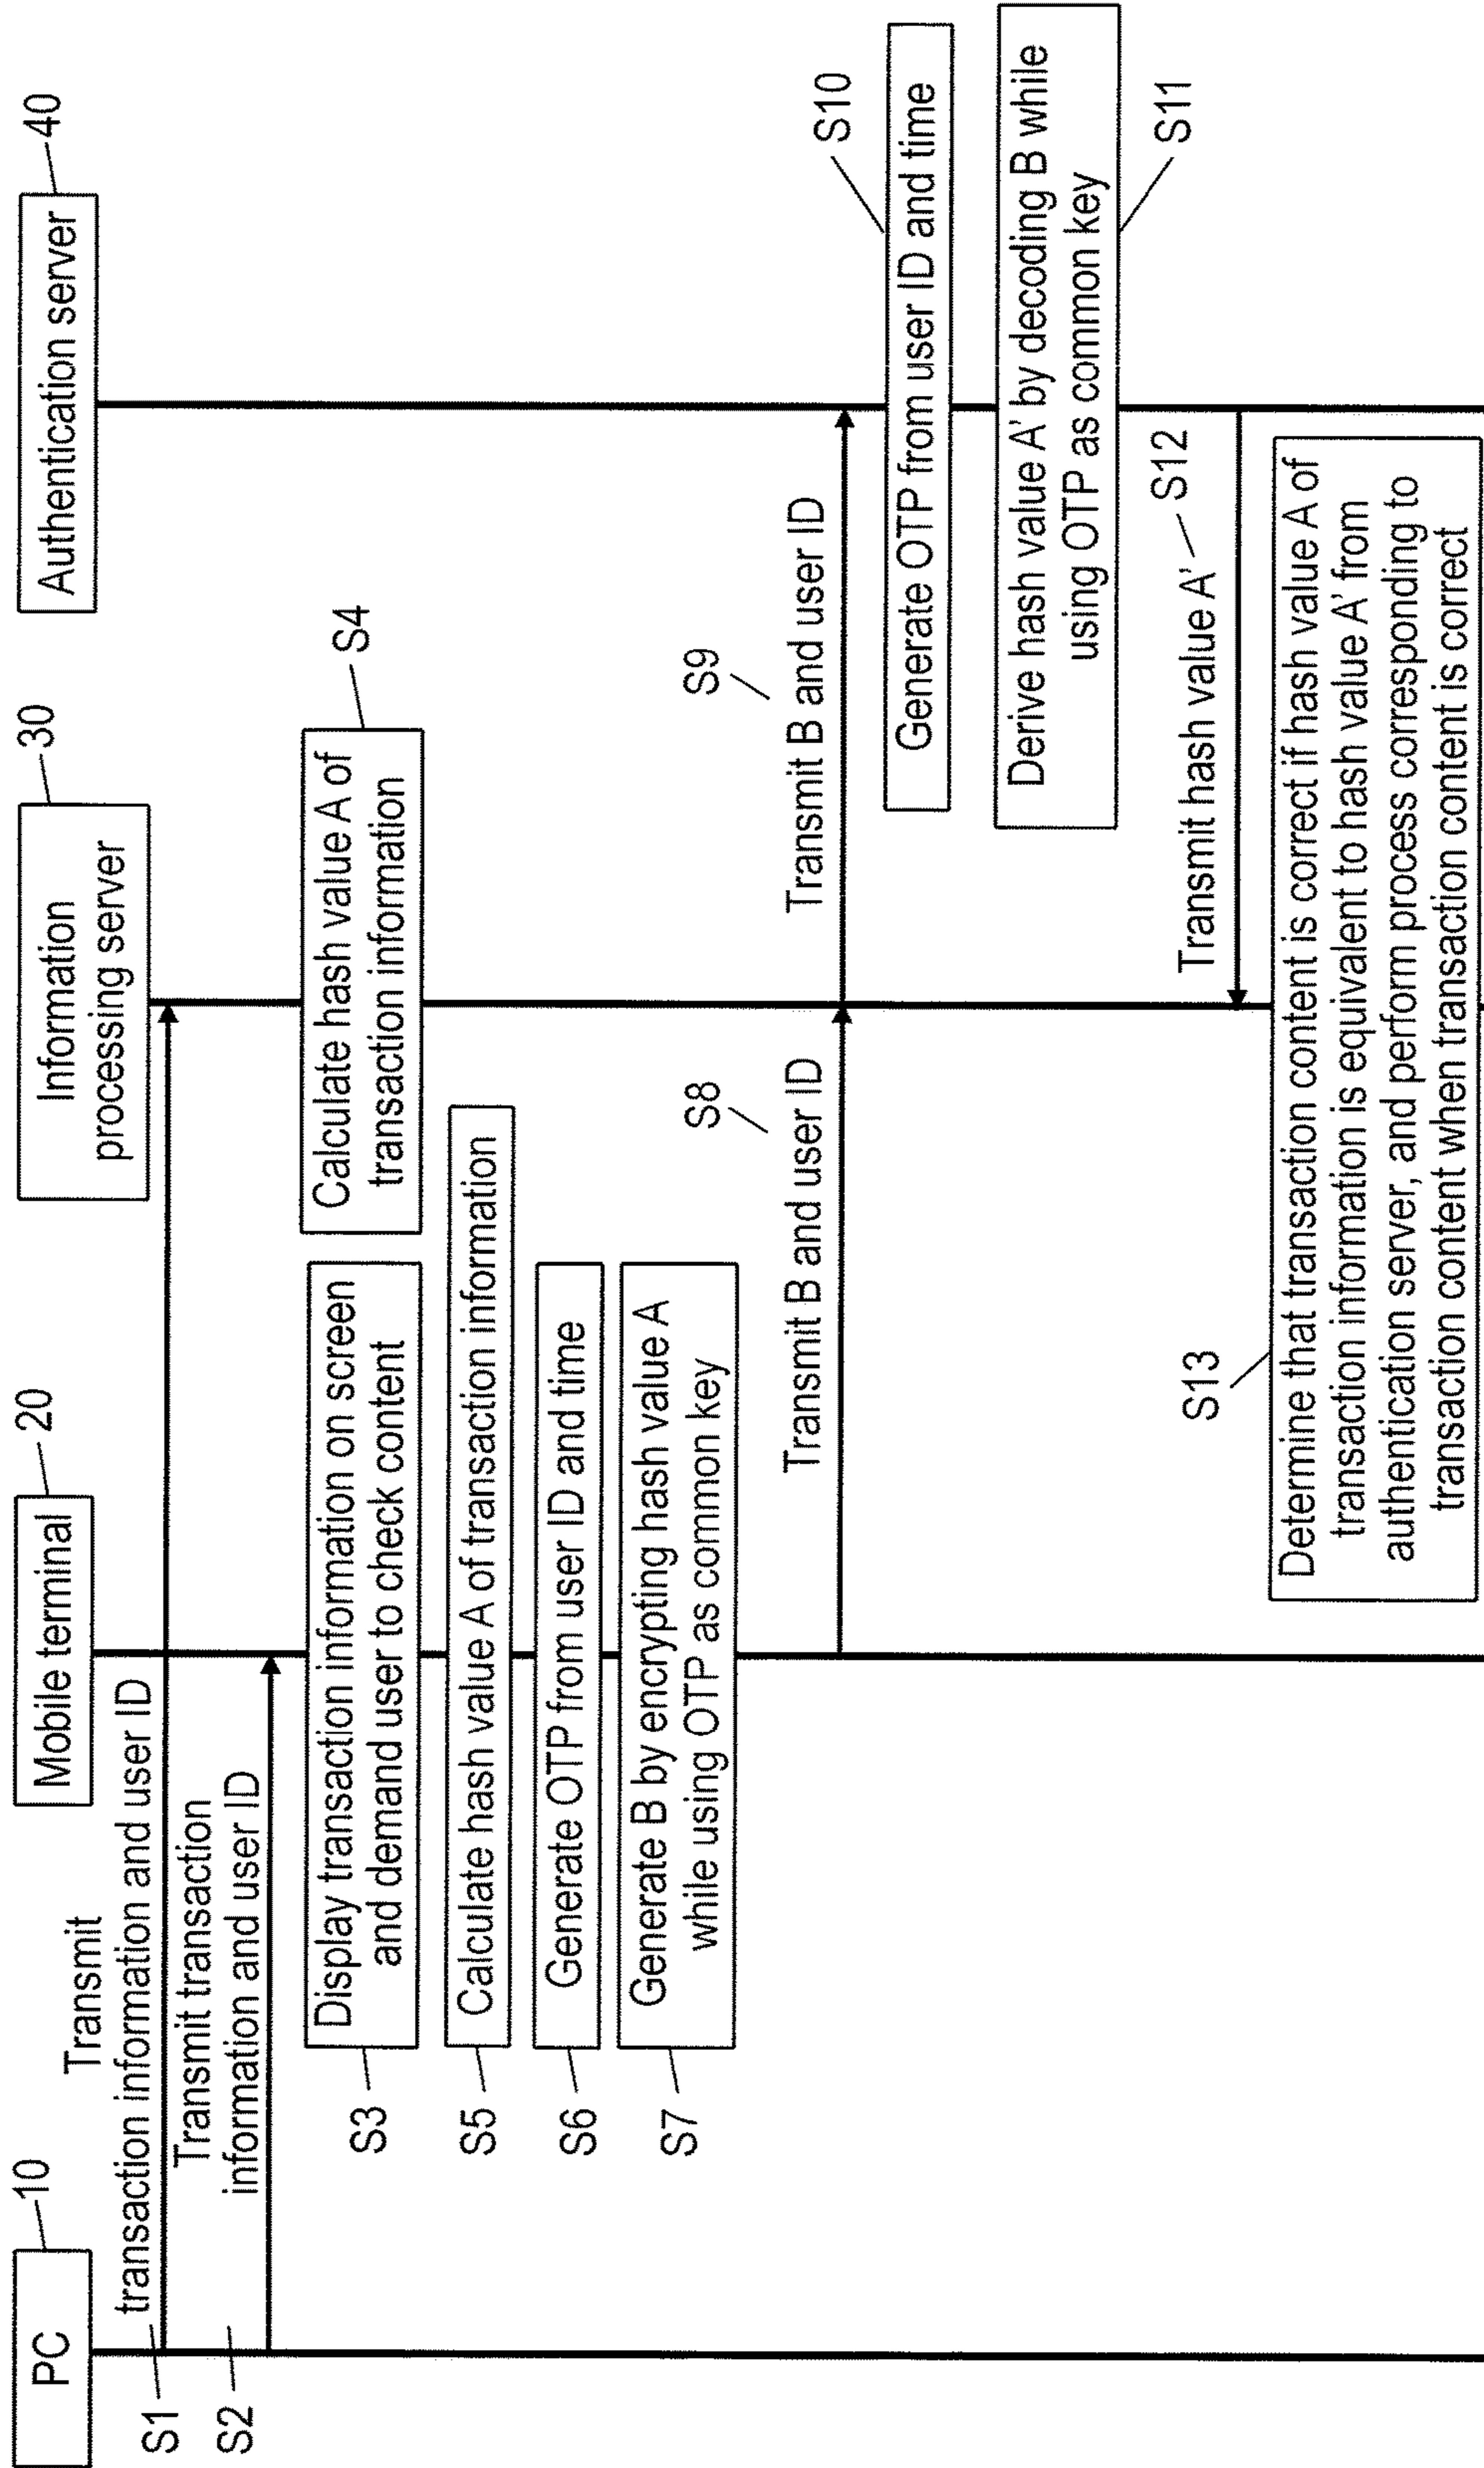 PC
10
Mobile terminal
20
Information
processing server
30
Authentication server
40
S1
Transmit
transaction information and user ID
S2
Transmit transaction
information and user ID
S3
Display transaction information on screen
and demand user to check content
Calculate hash value A of
transaction information
S4
S5
Calculate hash value A of transaction information
S6
Generate OTP from user ID and time
S7
Generate B by encrypting hash value A
while using OTP as common key
S8
Transmit B and user ID
S9
Transmit B and user ID
S10
Generate OTP from user ID and time
Derive hash value A' by decoding B while
using OTP as common key
S11
Transmit hash value A'
S12
S13
Determine that transaction content is correct if hash value A of
transaction information is equivalent to hash value A' from
authentication server, and perform process corresponding to
transaction content when transaction content is correct